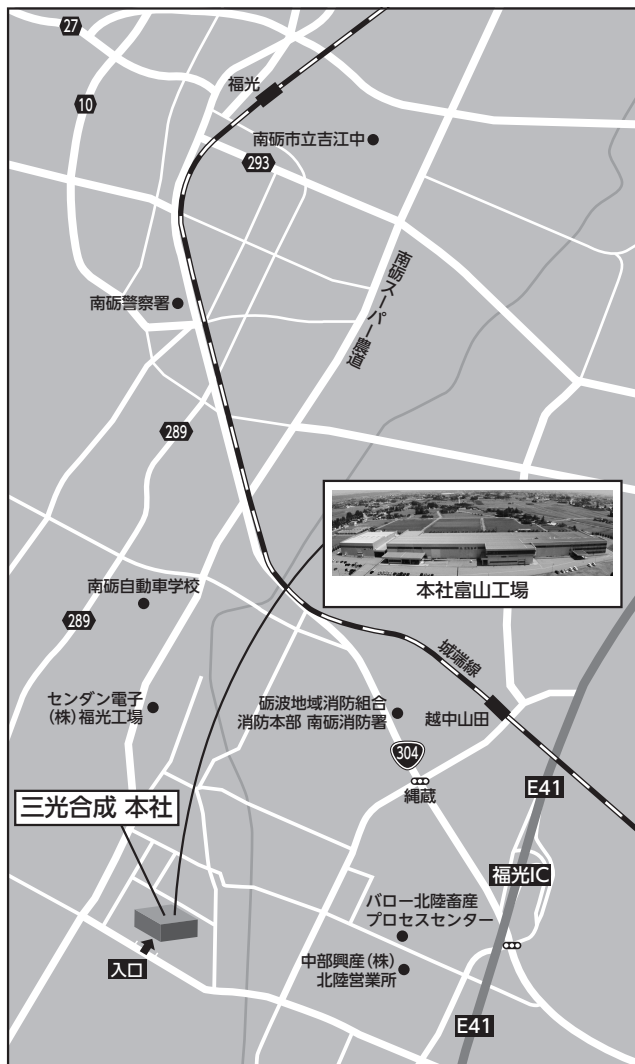 27
福光
10
南砺市立吉江中
293
南砺スーパー農道
南砺警察署
289
本社富山工場
南砺自動車学校
289
城端線
センダン電子
(株)福光工場
砺波地域消防組合
消防本部 南砺消防署
越中山田
304
縄蔵
E41
三光合成 本社
福光IC
バロー北陸畜産
プロセスセンター
入口
中部興産(株)
北陸営業所
E41